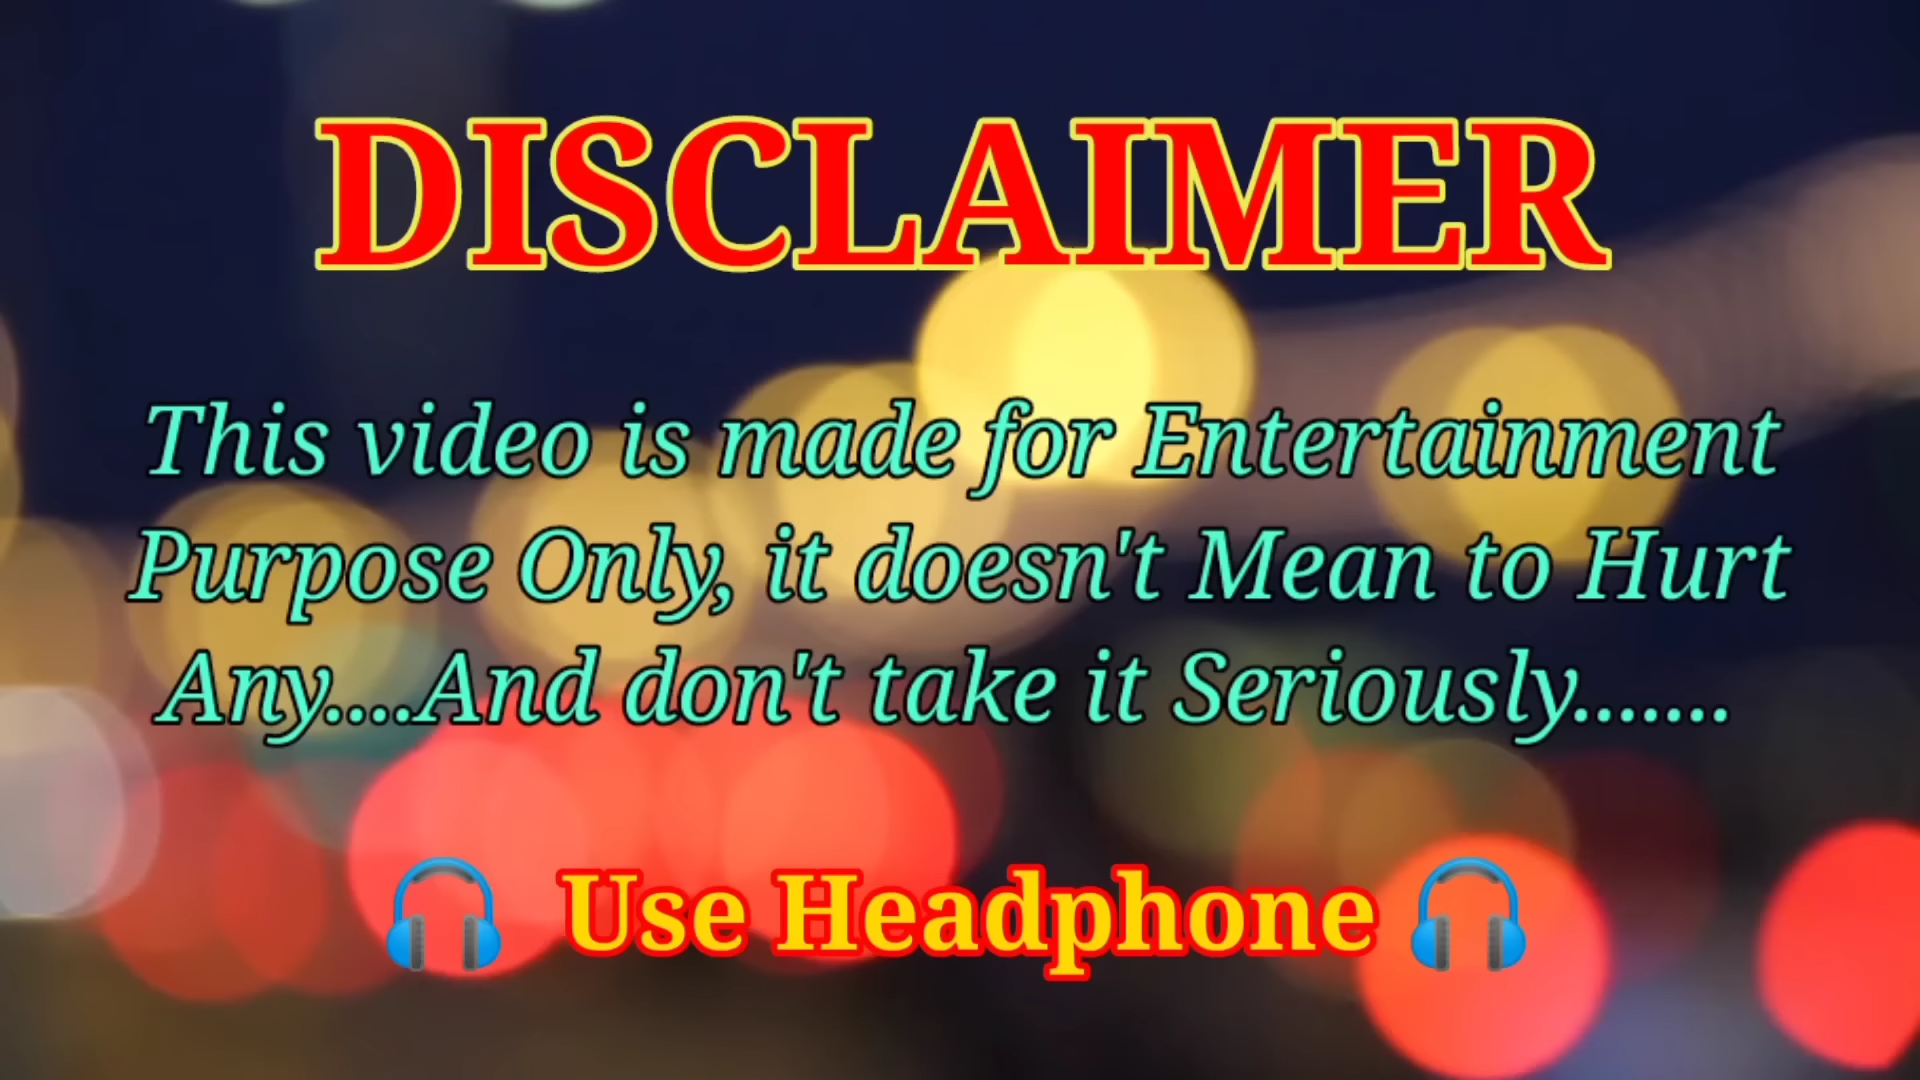 DISCLAIMER
This video is made for Entertainment
Purpose Only, it doesn't Mean to Hurt
Any....And don't take it Seriously.......
🎧 Use Headphone 🎧